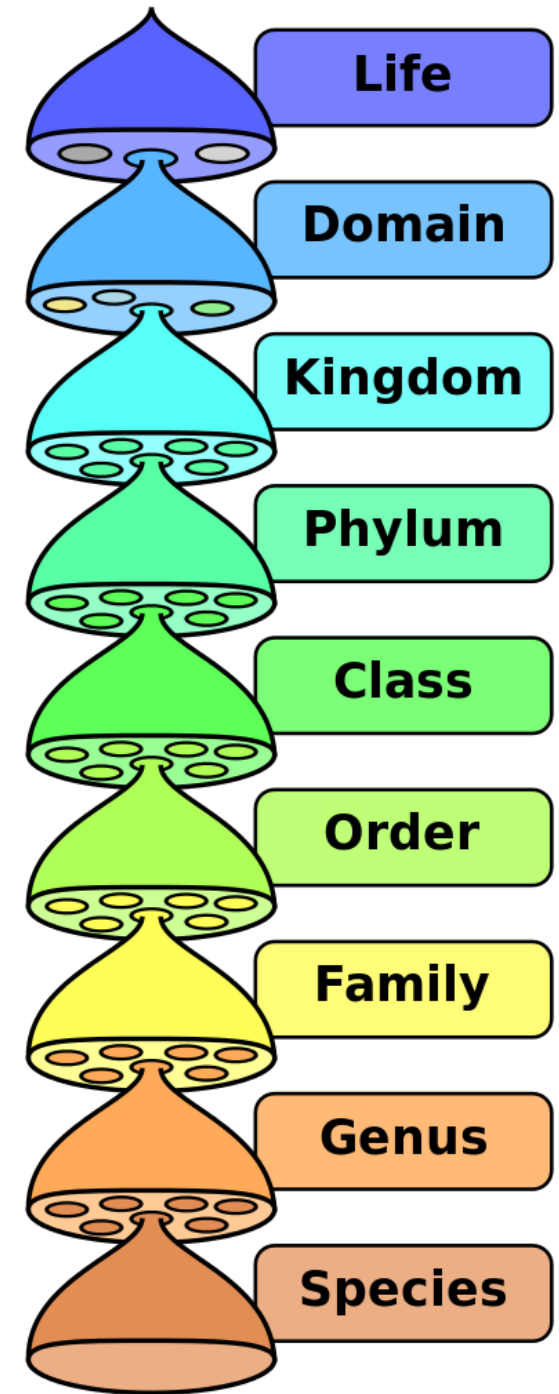 Life
Domain
Kingdom
Phylum
Class
Order
Family
Genus
Species